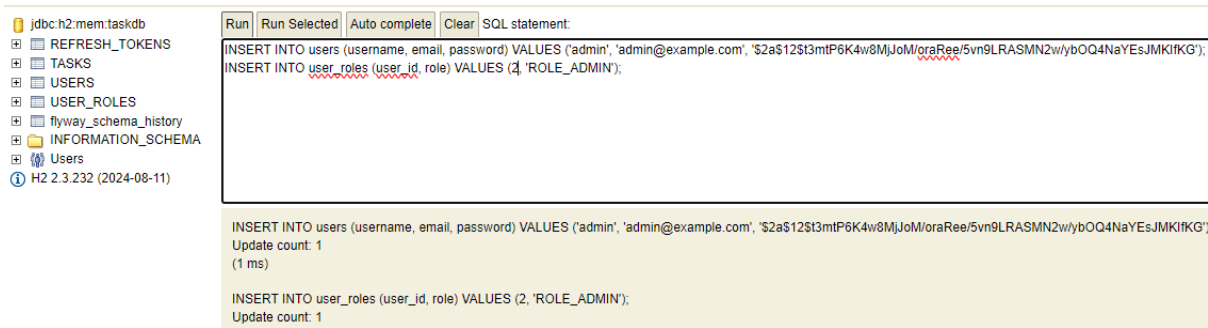 jdbc:h2:mem:taskdb
REFRESH_TOKENS
TASKS
USERS
USER_ROLES
flyway_schema_history
INFORMATION_SCHEMA
Users
H2 2.3.232 (2024-08-11)
Run Run Selected Auto complete Clear SQL statement:
INSERT INTO users (username, email, password) VALUES ('admin', 'admin@example.com', '$2a$12$t3mtP6K4w8MjJoM/oraRee/5vn9LRASMN2w/ybOQ4NaYEsJMKIfKG');
INSERT INTO user_roles (user_id, role) VALUES (2, 'ROLE_ADMIN');
INSERT INTO users (username, email, password) VALUES ('admin', 'admin@example.com', '$2a$12$t3mtP6K4w8MjJoM/oraRee/5vn9LRASMN2w/ybOQ4NaYEsJMKIfKG')
Update count: 1
(1 ms)
INSERT INTO user_roles (user_id, role) VALUES (2, 'ROLE_ADMIN');
Update count: 1